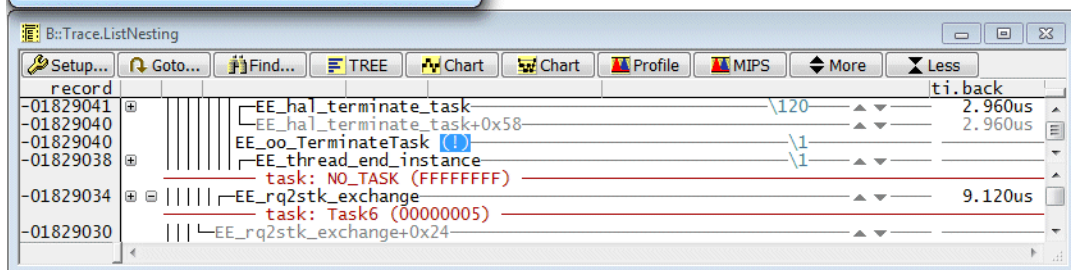 B::Trace.ListNesting
Setup... Goto... Find... TREE Chart Chart Profile MIPS More Less
record ti.back
-01829041 EE_hal_terminate_task \120 2.960us
-01829040 EE_hal_terminate_task+0x58 2.960us
-01829040 EE_oo_TerminateTask (!) \1
-01829038 EE_thread_end_instance \1
task: NO_TASK (FFFFFFFF)
-01829034 EE_rq2stk_exchange 9.120us
task: Task6 (00000005)
-01829030 EE_rq2stk_exchange+0x24